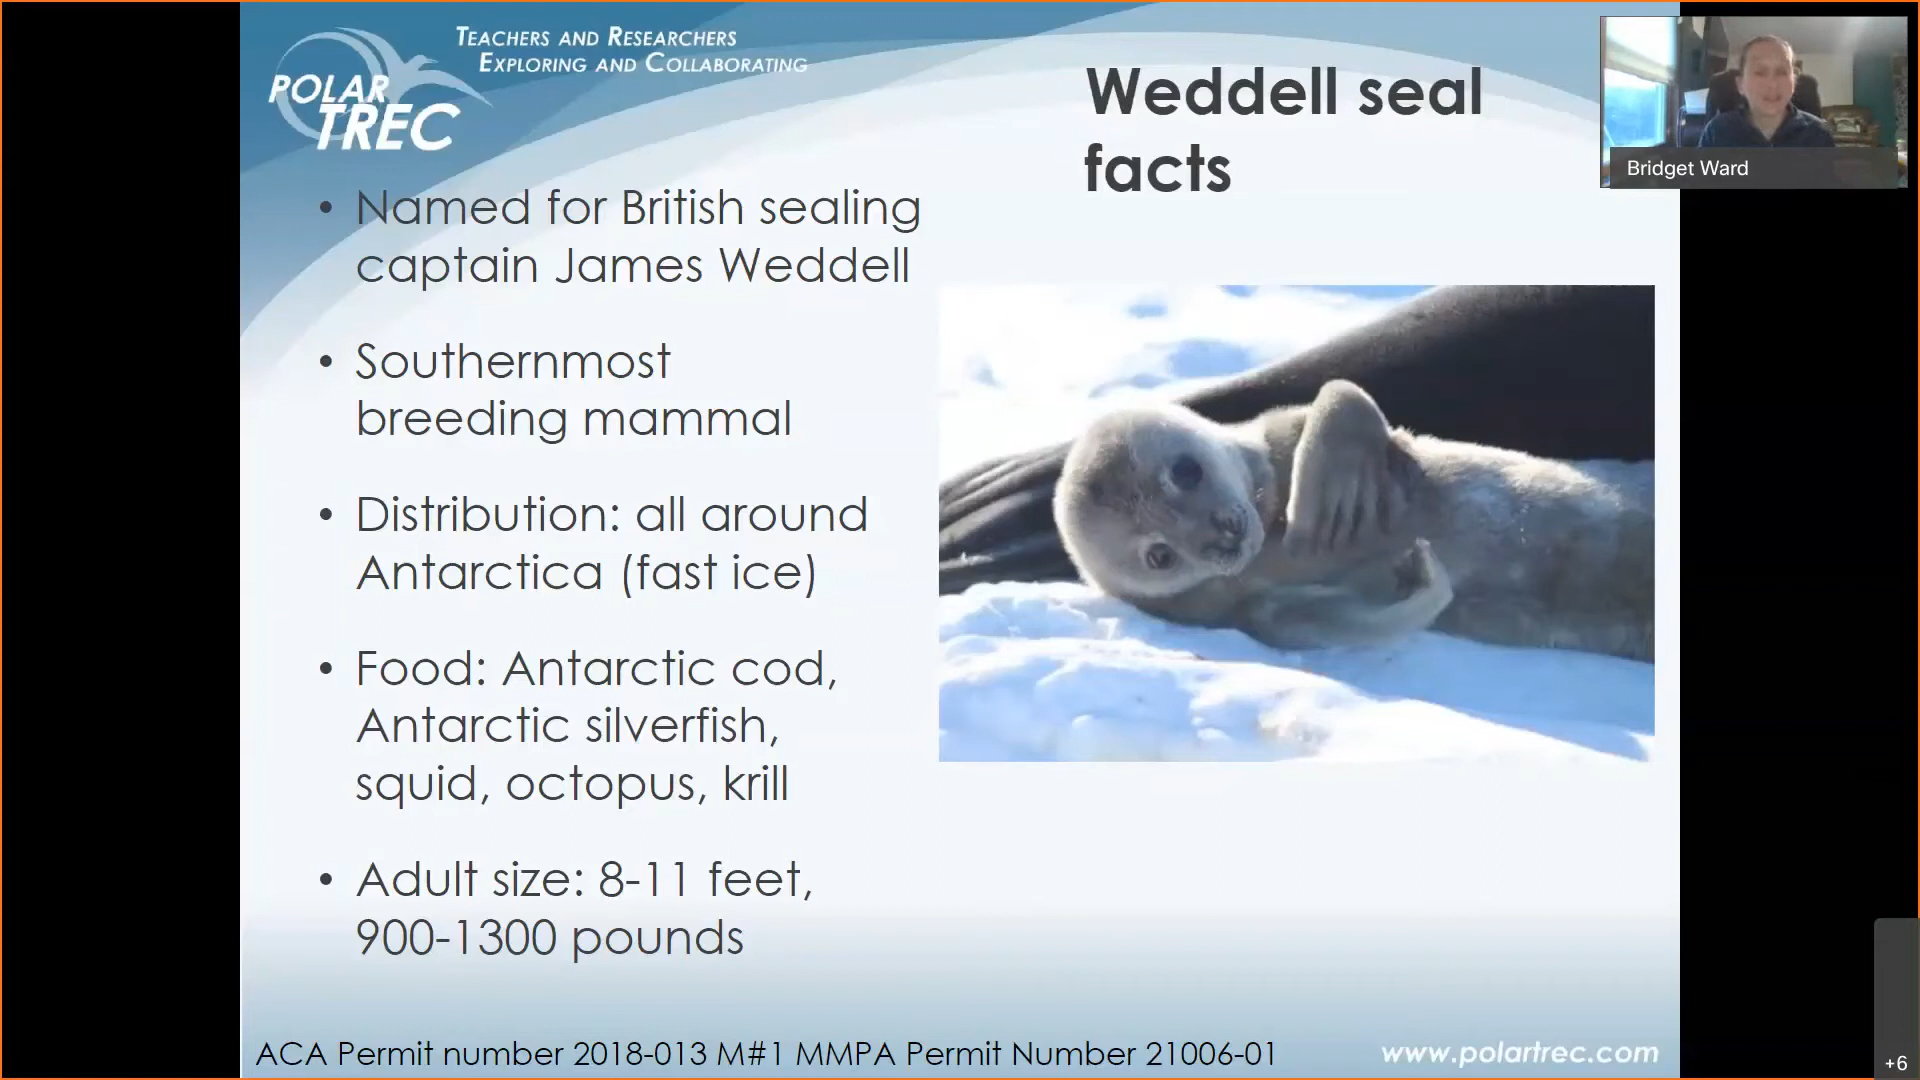 TEACHERS AND RESEARCHERS
EXPLORING AND COLLABORATING
POLAR
TREC
Weddell seal
facts
Bridget Ward
• Named for British sealing
captain James Weddell
• Southernmost
breeding mammal
• Distribution: all around
Antarctica (fast ice)
• Food: Antarctic cod,
Antarctic silverfish,
squid, octopus, krill
• Adult size: 8-11 feet,
900-1300 pounds
ACA Permit number 2018-013 M#1 MMPA Permit Number 21006-01
www.polartrec.com
+6